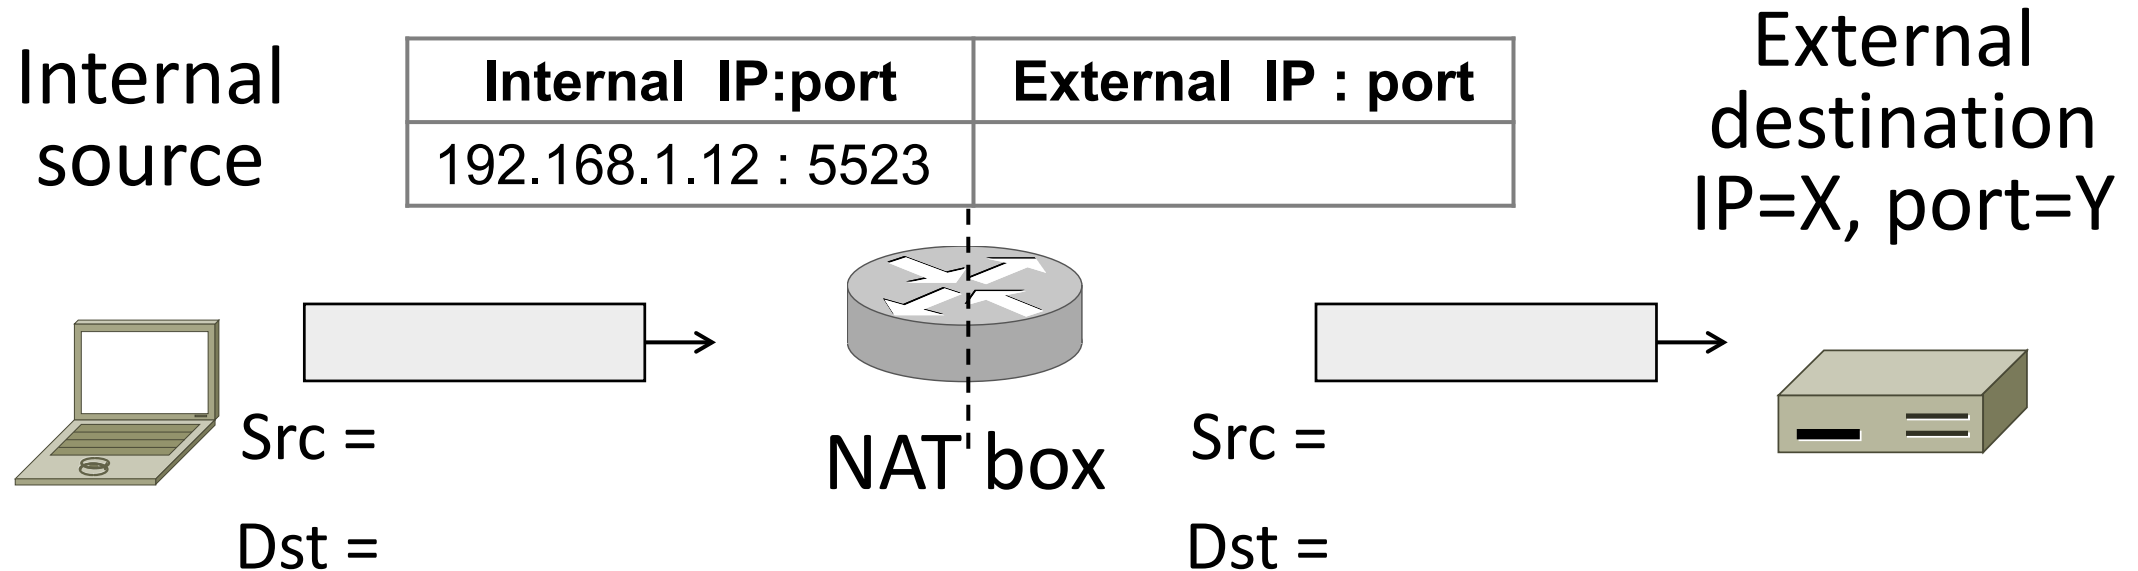 Internal
source
Internal IP:port
External IP : port
192.168.1.12 : 5523
External
destination
IP=X, port=Y
Src =
Dst =
NAT box
Src =
Dst =